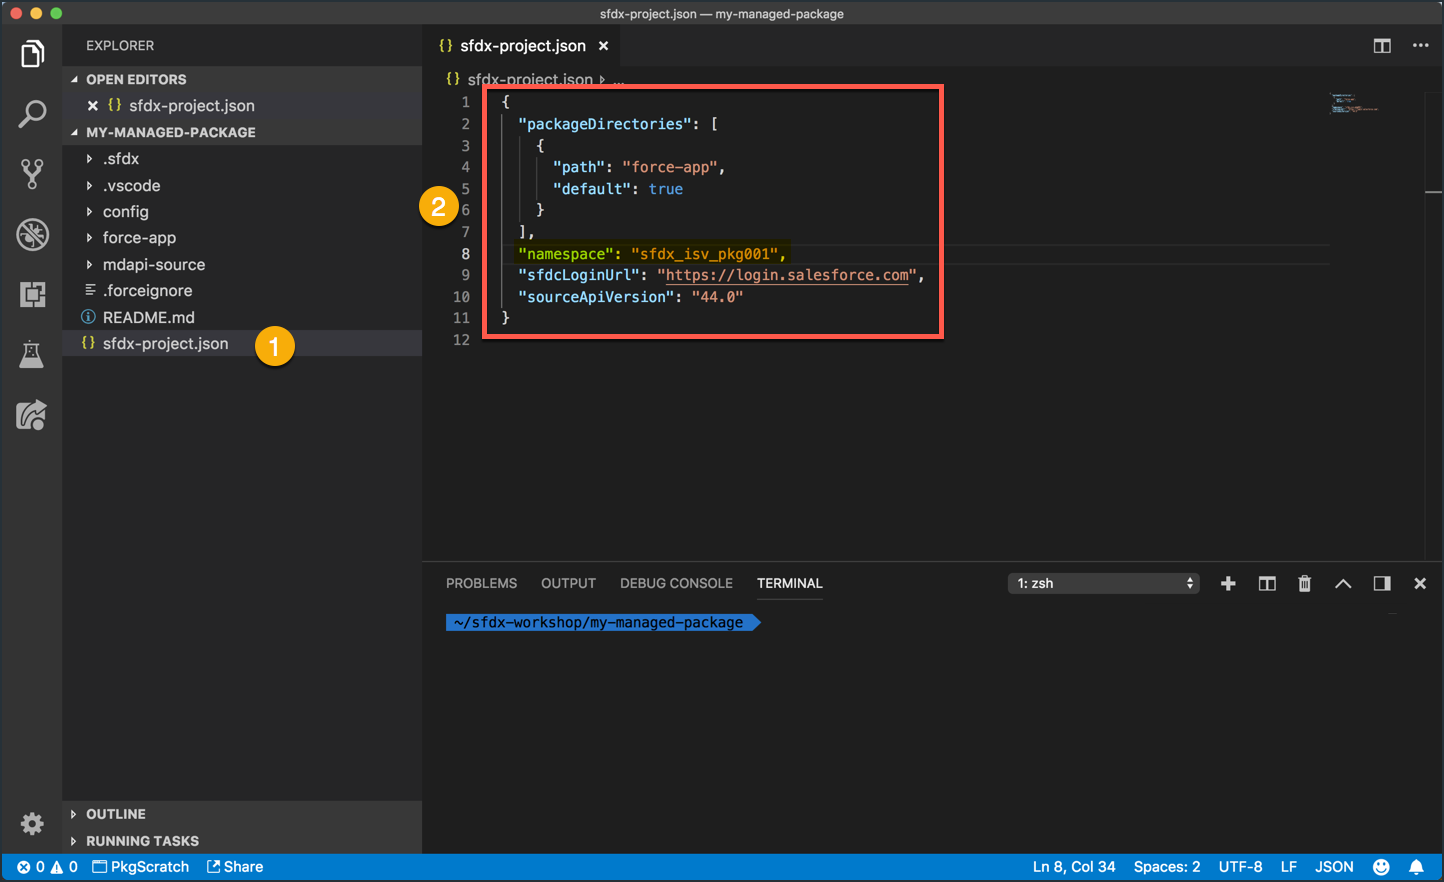 sfdx-project.json — my-managed-package
EXPLORER
OPEN EDITORS
sfdx-project.json
MY-MANAGED-PACKAGE
.sfdx
.vscode
config
force-app
mdapi-source
.forceignore
README.md
{} sfdx-project.json
1
OUTLINE
RUNNING TASKS
{} sfdx-project.json
{} sfdx-project.json ...
2
1 {
2 "packageDirectories": [
3 {
4 "path": "force-app",
5 "default": true
6 }
7 ],
8 "namespace": "sfdx_isv_pkg001",
9 "sfdcLoginUrl": "https://login.salesforce.com",
10 "sourceApiVersion": "44.0"
11 }
12
PROBLEMS OUTPUT DEBUG CONSOLE TERMINAL 1: zsh
~/sfdx-workshop/my-managed-package
0 0 PkgScratch Share Ln 8, Col 34 Spaces: 2 UTF-8 LF JSON